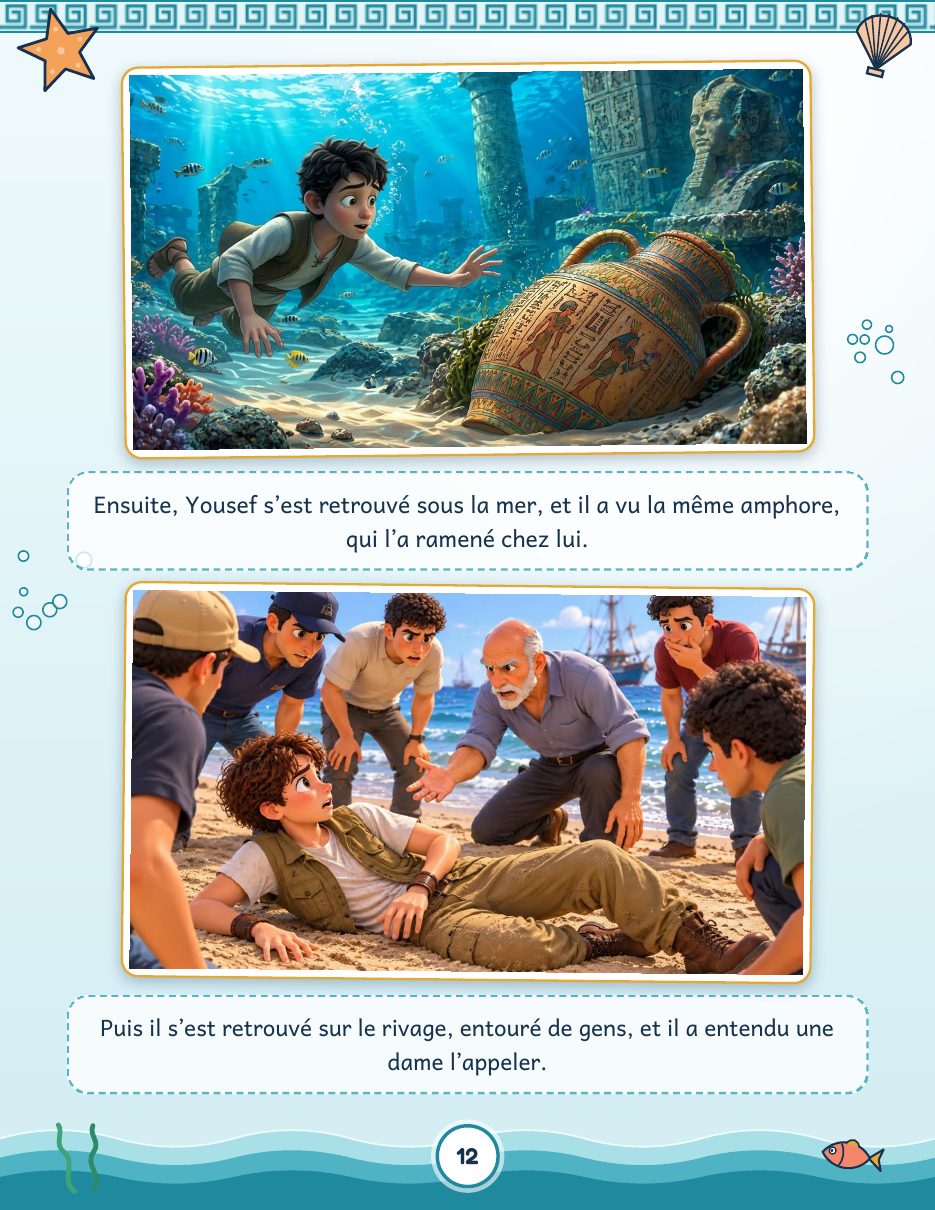 Ensuite, Yousef s’est retrouvé sous la mer, et il a vu la même amphore,
qui l’a ramené chez lui.
Puis il s’est retrouvé sur le rivage, entouré de gens, et il a entendu une
dame l’appeler.
12